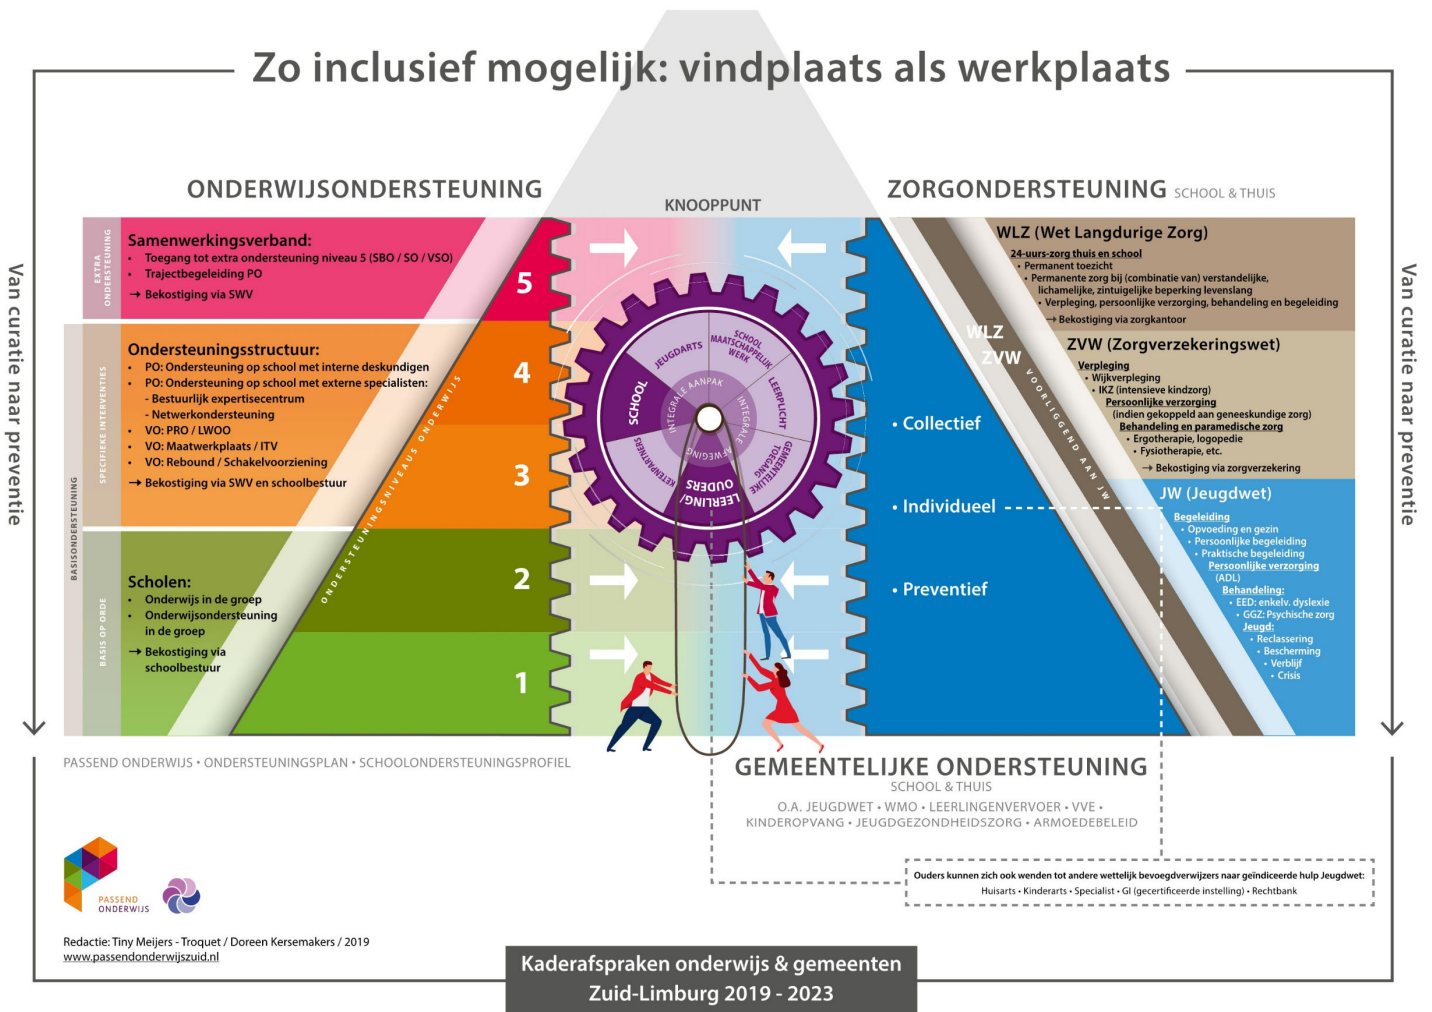 Zo inclusief mogelijk: vindplaats als werkplaats
Van curatie naar preventie
ONDERWIJSONDERSTEUNING
EXTRA
ONDERSTEUNING
Samenwerkingsverband:
• Toegang tot extra ondersteuning niveau 5 (SBO / SO / VSO)
• Trajectbegeleiding PO
→ Bekostiging via SWV
BASISONDERSTEUNING
SPECIFIEKE INTERVENTIES
Ondersteuningsstructuur:
• PO: Ondersteuning op school met interne deskundigen
• PO: Ondersteuning op school met externe specialisten:
- Bestuurlijk expertisecentrum
- Netwerkondersteuning
• VO: PRO / LWOO
• VO: Maatwerkplaats / ITV
• VO: Rebound / Schakelvoorziening
→ Bekostiging via SWV en schoolbestuur
BASIS OP ORDE
Scholen:
• Onderwijs in de groep
• Onderwijsondersteuning
in de groep
→ Bekostiging via
schoolbestuur
ONDERSTEUNINGSNIVEAUS ONDERWIJS
5
4
3
2
1
KNOOPPUNT
SCHOOL
JEUGDARTS
SCHOOL
MAATSCHAPPELIJK
WERK
LEERPLICHT
GEMEENTELIJKE
TOEGANG
LEERLING/
OUDERS
KETENPARTNERS
INTEGRALE AANPAK
INTEGRALE AFWEGING
ZORGONDERSTEUNING SCHOOL & THUIS
• Collectief
• Individueel
• Preventief
WLZ
ZVW
VOORLIGGEND AAN JW
WLZ (Wet Langdurige Zorg)
24-uurs-zorg thuis en school
• Permanent toezicht
• Permanente zorg bij (combinatie van) verstandelijke,
lichamelijke, zintuigelijke beperking levenslang
• Verpleging, persoonlijke verzorging, behandeling en begeleiding
→ Bekostiging via zorgkantoor
ZVW (Zorgverzekeringswet)
Verpleging
• Wijkverpleging
• IKZ (intensieve kindzorg)
Persoonlijke verzorging
(indien gekoppeld aan geneeskundige zorg)
Behandeling en paramedische zorg
• Ergotherapie, logopedie
• Fysiotherapie, etc.
→ Bekostiging via zorgverzekering
JW (Jeugdwet)
Begeleiding
• Opvoeding en gezin
• Persoonlijke begeleiding
• Praktische begeleiding
Persoonlijke verzorging
(ADL)
Behandeling:
• EED: enkelv. dyslexie
• GGZ: Psychische zorg
Jeugd:
• Reclassering
• Bescherming
• Verblijf
• Crisis
Van curatie naar preventie
PASSEND ONDERWIJS • ONDERSTEUNINGSPLAN • SCHOOLONDERSTEUNINGSPROFIEL
GEMEENTELIJKE ONDERSTEUNING
SCHOOL & THUIS
O.A. JEUGDWET • WMO • LEERLINGENVERVOER • VVE •
KINDEROPVANG • JEUGDGEZONDHEIDSZORG • ARMOEDEBELEID
Ouders kunnen zich ook wenden tot andere wettelijk bevoegdverwijzers naar geïndiceerde hulp Jeugdwet:
Huisarts • Kinderarts • Specialist • GI (gecertificeerde instelling) • Rechtbank
PASSEND
ONDERWIJS
Redactie: Tiny Meijers - Troquet / Doreen Kersemakers / 2019
www.passendonderwijszuid.nl
Kaderafspraken onderwijs & gemeenten
Zuid-Limburg 2019 - 2023